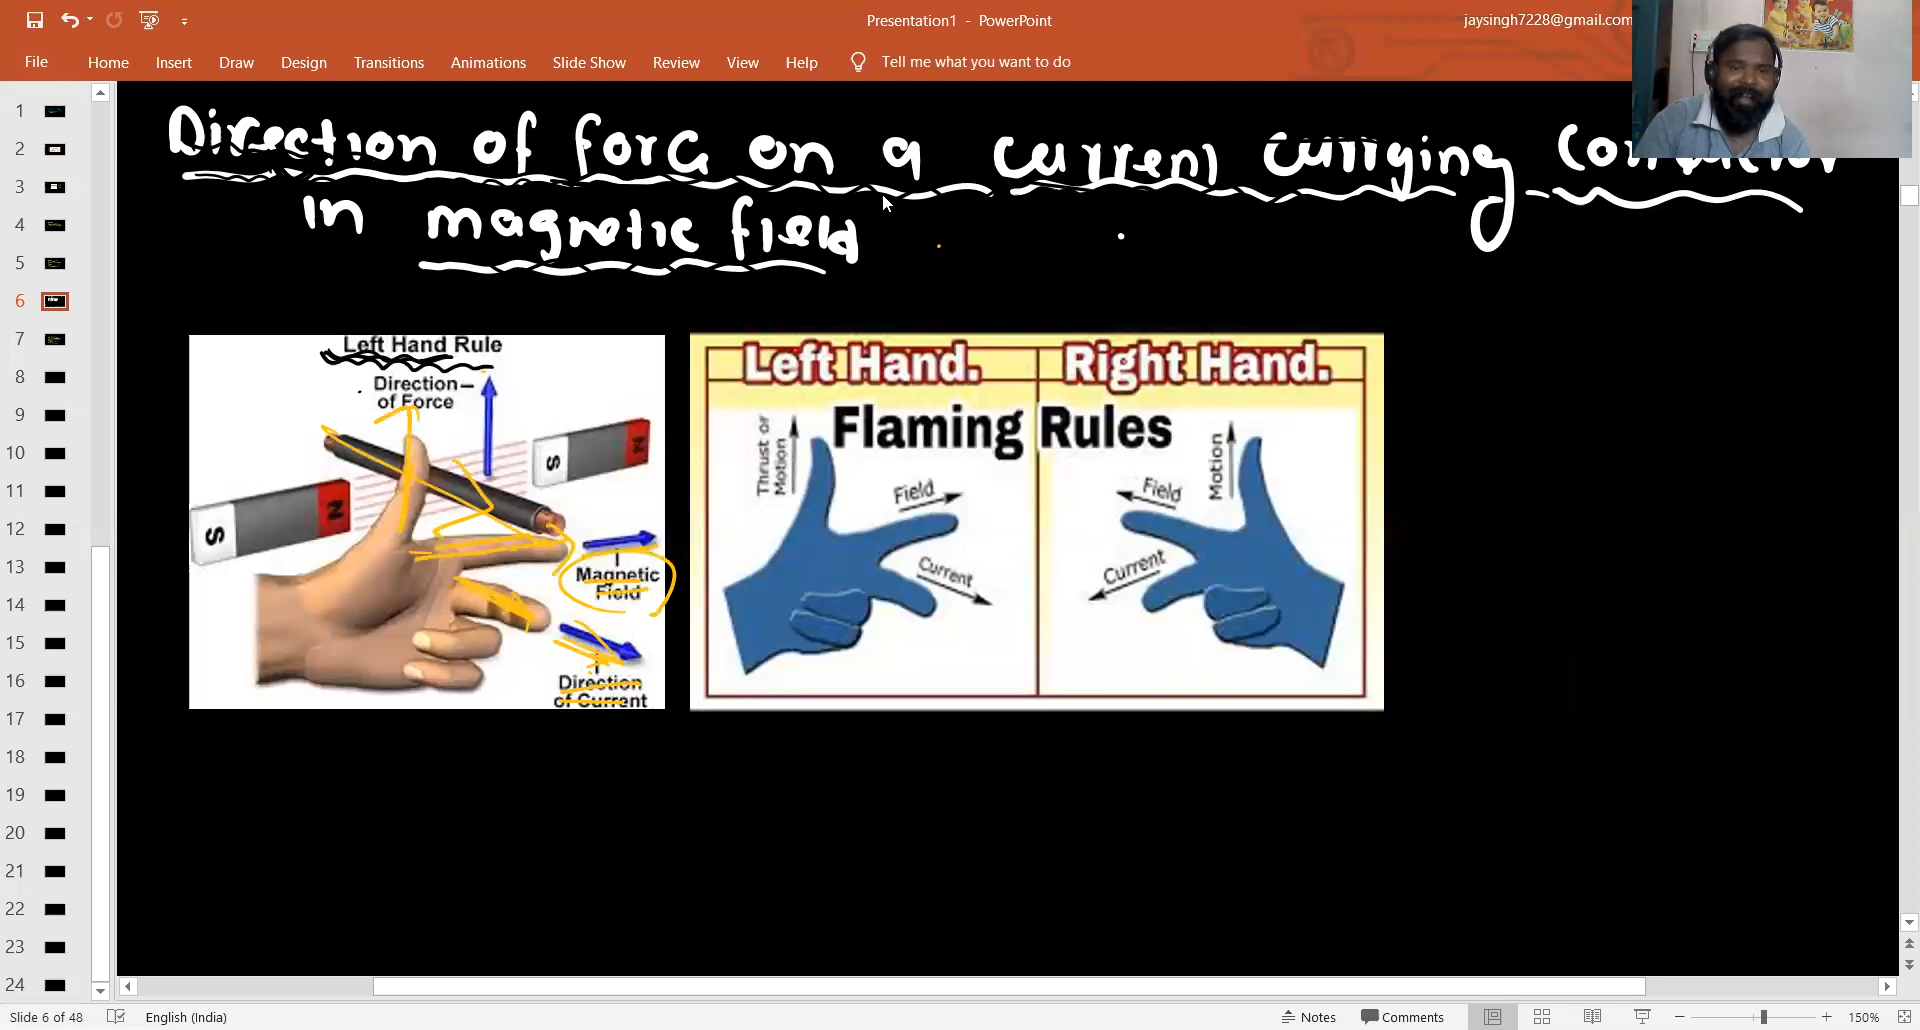 Presentation1 - PowerPoint
jaysingh7228@gmail.com
File Home Insert Draw Design Transitions Animations Slide Show Review View Help Tell me what you want to do
1
2
3
4
5
6
7
8
9
10
11
12
13
14
15
16
17
18
19
20
21
22
23
24
Direction of force on a current carrying conductor
in magnetic field
Left Hand Rule
Direction
of Force
S N
S N
Magnetic
Field
Direction
of Current
Left Hand. Right Hand.
Flaming Rules
Thrust or
Motion
Field
Current
Motion
Field
Current
Slide 6 of 48 English (India) Notes Comments 150%